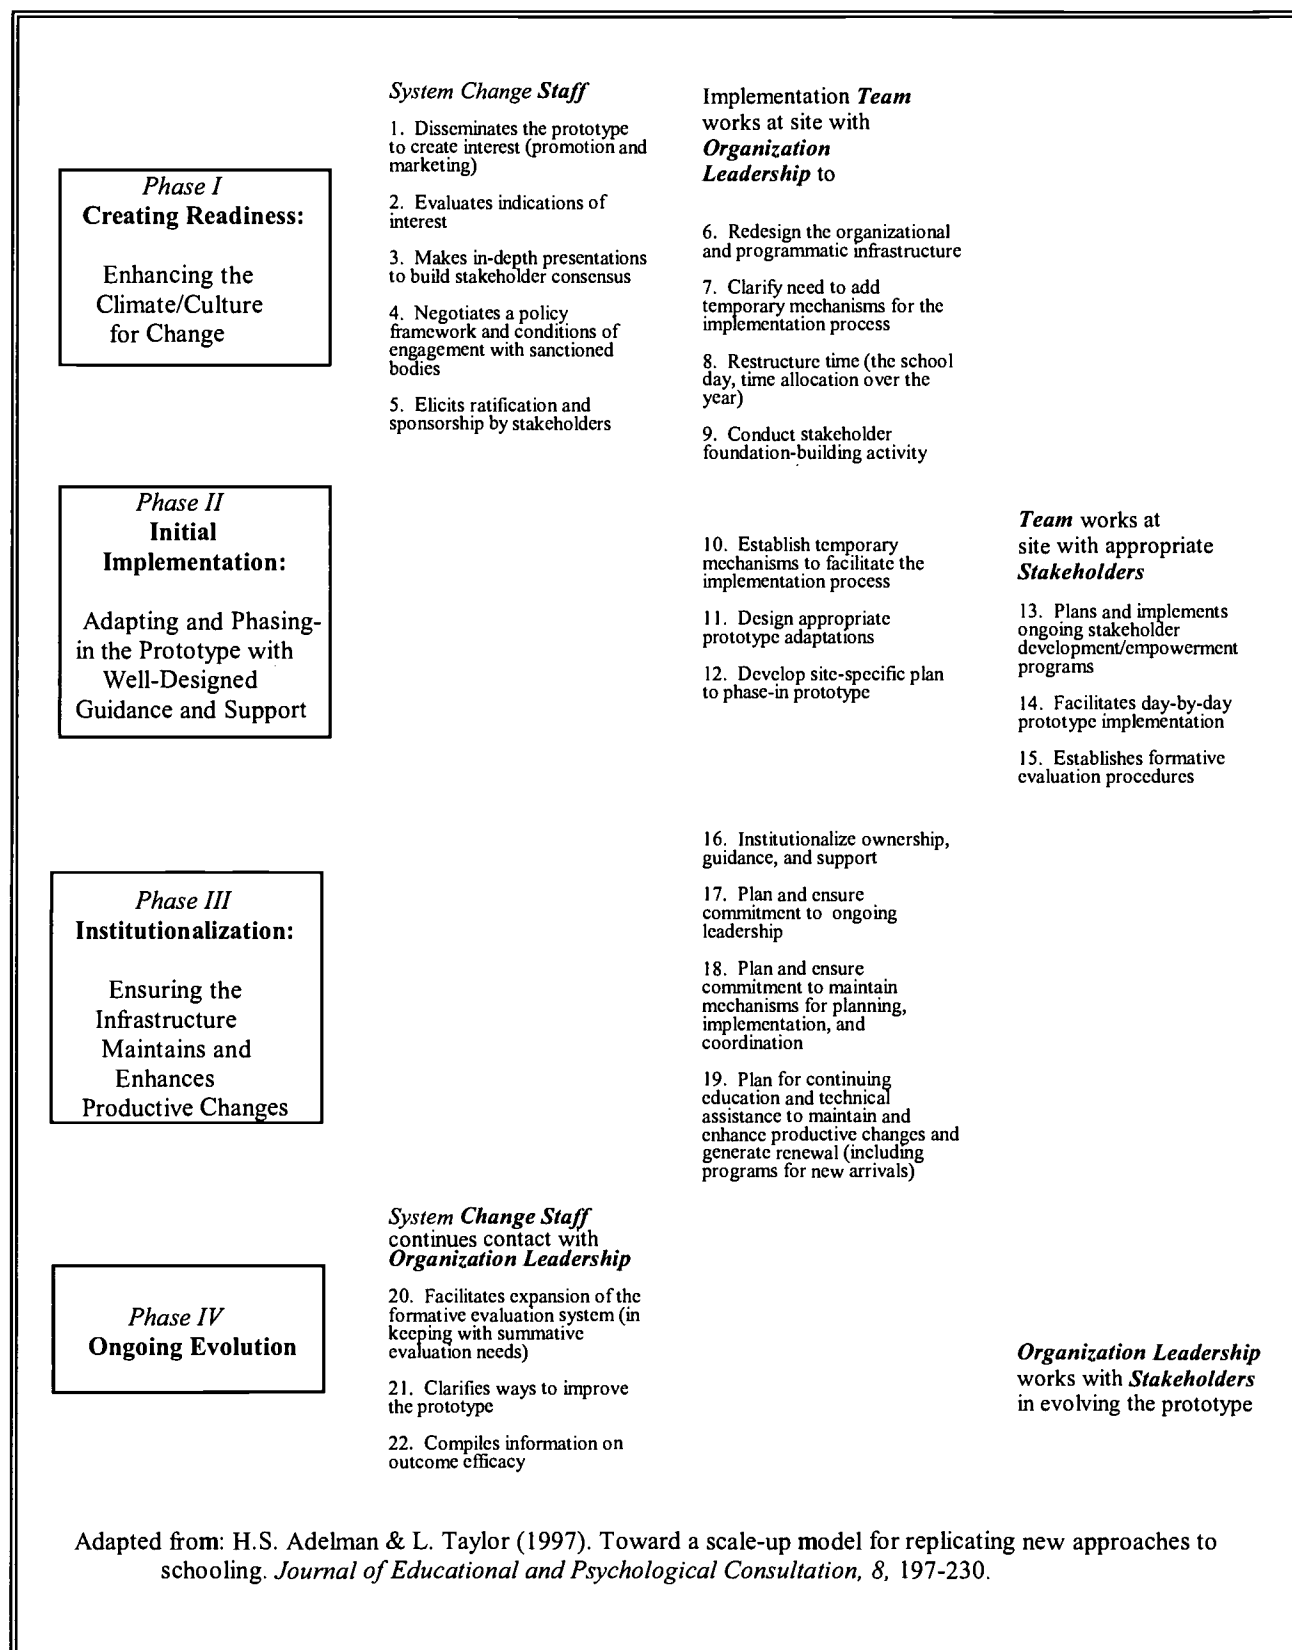 Phase I
Creating Readiness:
Enhancing the
Climate/Culture
for Change
System Change Staff
1. Disseminates the prototype
to create interest (promotion and
marketing)
2. Evaluates indications of
interest
3. Makes in-depth presentations
to build stakeholder consensus
4. Negotiates a policy
framework and conditions of
engagement with sanctioned
bodies
5. Elicits ratification and
sponsorship by stakeholders
Implementation Team
works at site with
Organization
Leadership to
6. Redesign the organizational
and programmatic infrastructure
7. Clarify need to add
temporary mechanisms for the
implementation process
8. Restructure time (the school
day, time allocation over the
year)
9. Conduct stakeholder
foundation-building activity
Phase II
Initial
Implementation:
Adapting and Phasing-
in the Prototype with
Well-Designed
Guidance and Support
10. Establish temporary
mechanisms to facilitate the
implementation process
11. Design appropriate
prototype adaptations
12. Develop site-specific plan
to phase-in prototype
Team works at
site with appropriate
Stakeholders
13. Plans and implements
ongoing stakeholder
development/empowerment
programs
14. Facilitates day-by-day
prototype implementation
15. Establishes formative
evaluation procedures
Phase III
Institutionalization:
Ensuring the
Infrastructure
Maintains and
Enhances
Productive Changes
16. Institutionalize ownership,
guidance, and support
17. Plan and ensure
commitment to ongoing
leadership
18. Plan and ensure
commitment to maintain
mechanisms for planning,
implementation, and
coordination
19. Plan for continuing
education and technical
assistance to maintain and
enhance productive changes and
generate renewal (including
programs for new arrivals)
Phase IV
Ongoing Evolution
System Change Staff
continues contact with
Organization Leadership
20. Facilitates expansion of the
formative evaluation system (in
keeping with summative
evaluation needs)
21. Clarifies ways to improve
the prototype
22. Compiles information on
outcome efficacy
Organization Leadership
works with Stakeholders
in evolving the prototype
Adapted from: H.S. Adelman & L. Taylor (1997). Toward a scale-up model for replicating new approaches to
schooling. Journal of Educational and Psychological Consultation, 8, 197-230.